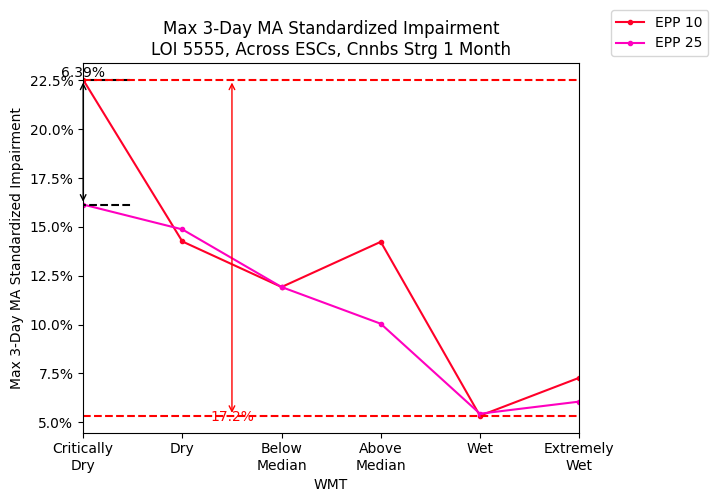 Max 3-Day MA Standardized Impairment
LOI 5555, Across ESCs, Cnnbs Strg 1 Month
EPP 10
EPP 25
6.39%
22.5%
20.0%
17.5%
15.0%
12.5%
10.0%
7.5%
5.0%
Max 3-Day MA Standardized Impairment
17.2%
Critically
Dry
Dry
Below
Median
Above
Median
Wet
Extremely
Wet
WMT